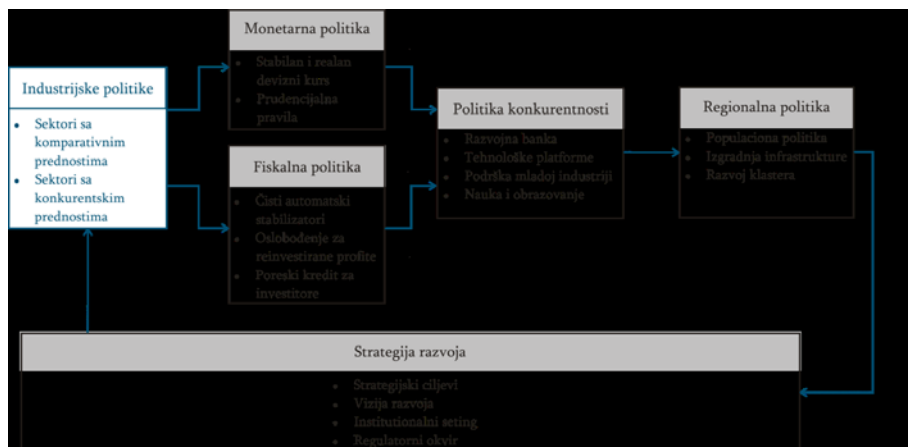 Monetarna politika
• Stabilan i realan
devizni kurs
• Prudencijalna
pravila
Industrijske politike
• Sektori sa
komparativnim
prednostima
• Sektori sa
konkurentskim
prednostima
Fiskalna politika
• Čisti automatski
stabilizatori
• Oslobođenje za
reinvestirane profite
• Poreski kredit za
investitore
Politika konkurentnosti
• Razvojna banka
• Tehnološke platforme
• Podrška mladoj industriji
• Nauka i obrazovanje
Regionalna politika
• Populaciona politika
• Izgradnja infrastrukture
• Razvoj klastera
Strategija razvoja
• Strategijski ciljevi
• Vizija razvoja
• Institutionalni seting
• Regulatorni okvir